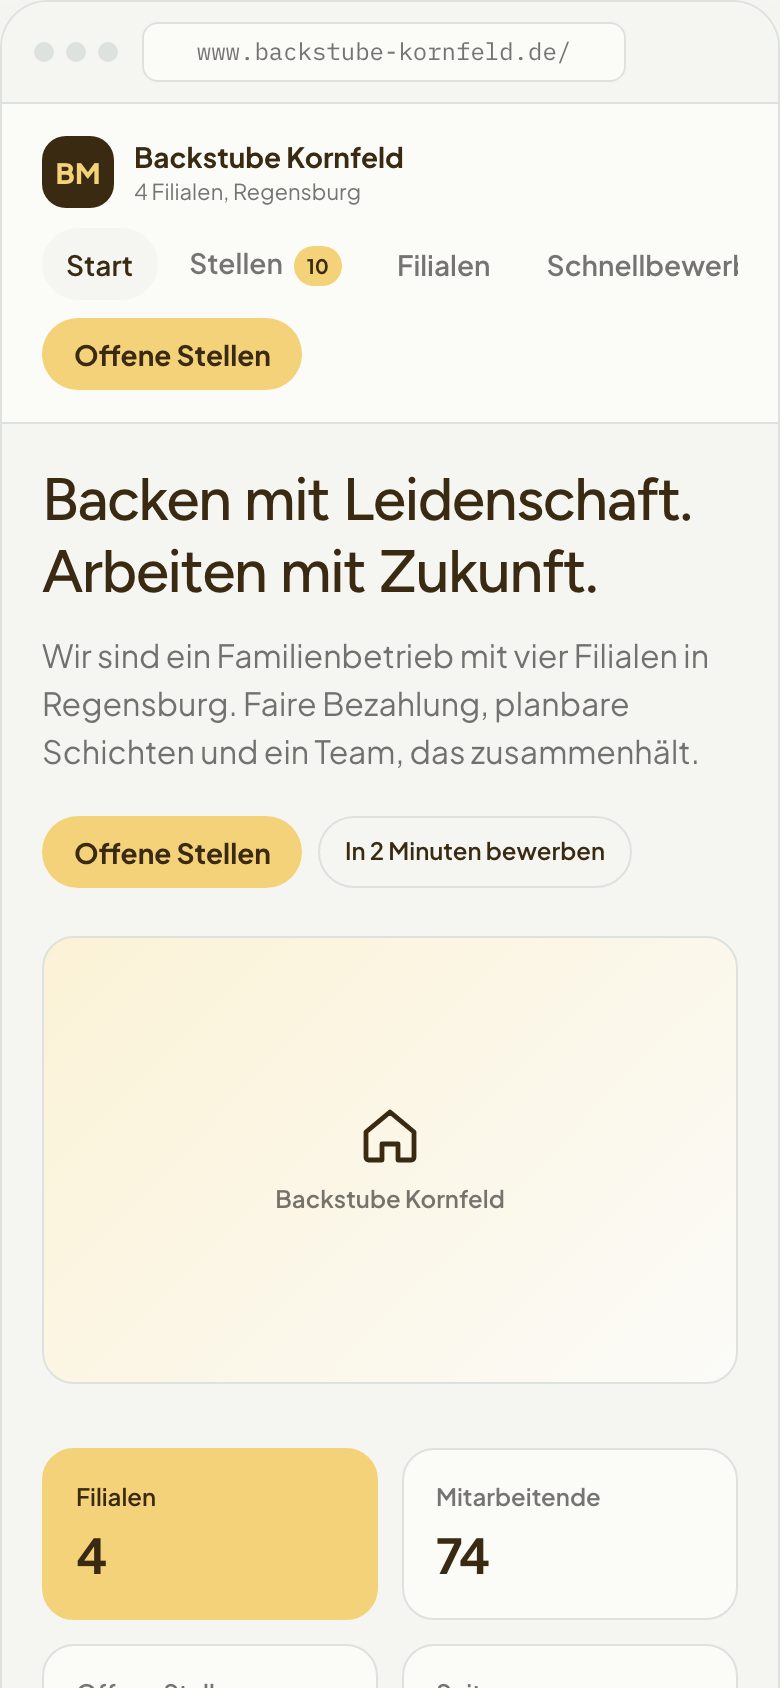 www.backstube-kornfeld.de/
BM
Backstube Kornfeld
4 Filialen, Regensburg
Start Stellen 10 Filialen
Offene Stellen
Backen mit Leidenschaft.
Arbeiten mit Zukunft.
Wir sind ein Familienbetrieb mit vier Filialen in
Regensburg. Faire Bezahlung, planbare
Schichten und ein Team, das zusammenhält.
Offene Stellen In 2 Minuten bewerben
Backstube Kornfeld
Filialen
4
Mitarbeitende
74